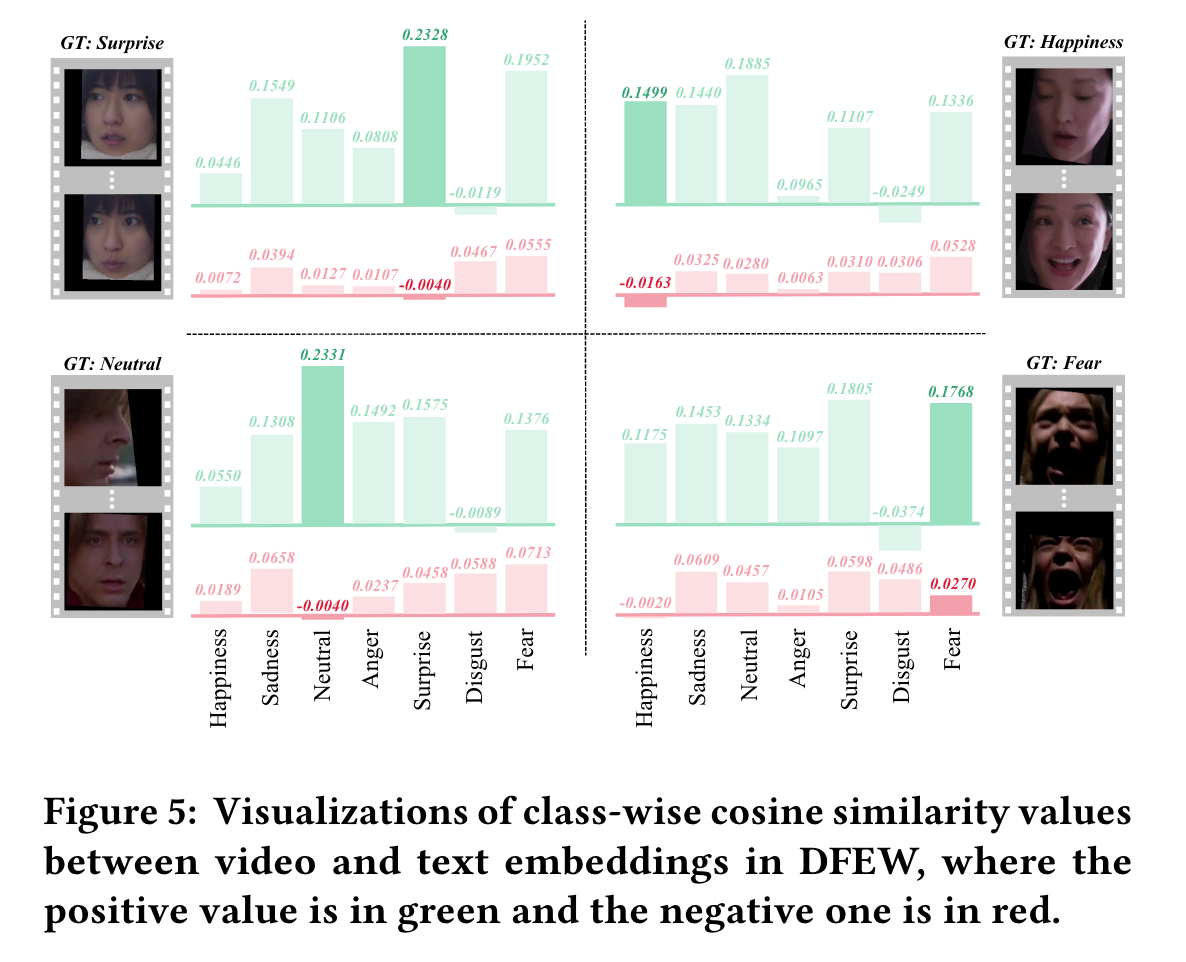 GT: Surprise
0.0446
0.1549
0.1106
0.0808
0.2328
-0.0119
0.1952
0.0072
0.0394
0.0127
0.0107
-0.0040
0.0467
0.0555
GT: Happiness
0.1499
0.1440
0.1885
0.0965
0.1107
-0.0249
0.1336
-0.0163
0.0325
0.0280
0.0063
0.0310
0.0306
0.0528
GT: Neutral
0.0550
0.1308
0.2331
0.1492
0.1575
-0.0089
0.1376
0.0189
0.0658
-0.0040
0.0237
0.0458
0.0588
0.0713
Happiness
Sadness
Neutral
Anger
Surprise
Disgust
Fear
GT: Fear
0.1175
0.1453
0.1334
0.1097
0.1805
-0.0374
0.1768
-0.0020
0.0609
0.0457
0.0105
0.0598
0.0486
0.0270
Happiness
Sadness
Neutral
Anger
Surprise
Disgust
Fear
Figure 5: Visualizations of class-wise cosine similarity values
between video and text embeddings in DFEW, where the
positive value is in green and the negative one is in red.